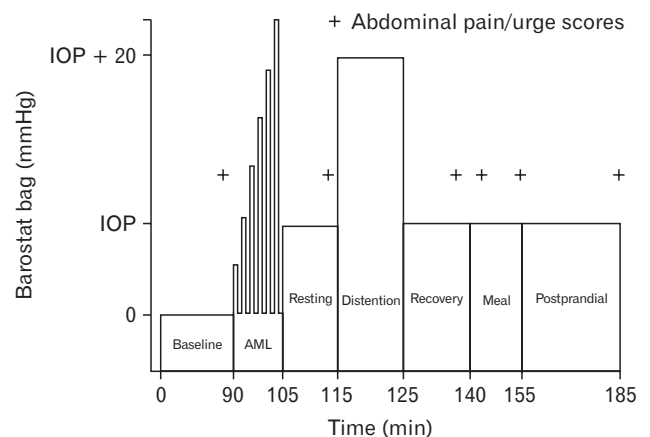 + Abdominal pain/urge scores
Barostat bag (mmHg)
IOP + 20
IOP
0
+ + + + + +
Baseline AML Resting Distention Recovery Meal Postprandial
0 90 105 115 125 140 155 185
Time (min)